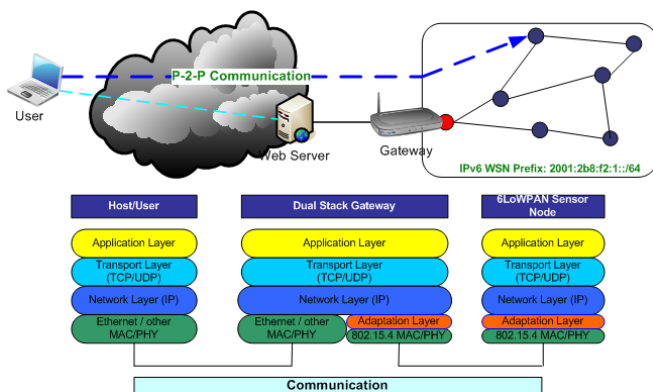 P-2-P Communication
User
Web Server
Gateway
IPv6 WSN Prefix: 2001:2b8:f2:1::/64
Host/User
Dual Stack Gateway
6LoWPAN Sensor
Node
Application Layer
Application Layer
Application Layer
Transport Layer
(TCP/UDP)
Transport Layer
(TCP/UDP)
Transport Layer
(TCP/UDP)
Network Layer (IP)
Network Layer (IP)
Network Layer (IP)
Ethernet / other
MAC/PHY
Ethernet / other
MAC/PHY
Adaptation Layer
802.15.4 MAC/PHY
Adaptation Layer
802.15.4 MAC/PHY
Communication